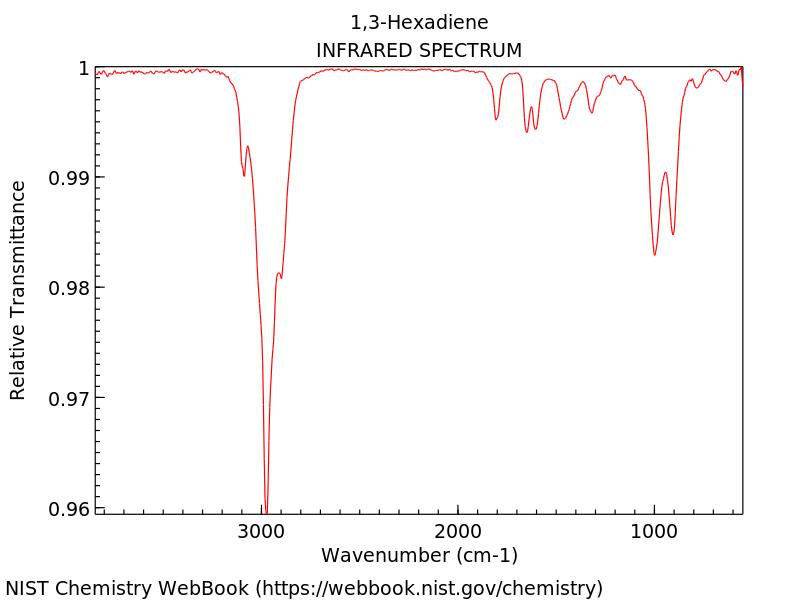 1,3-Hexadiene
INFRARED SPECTRUM
1
0.99
0.98
0.97
0.96
Relative Transmittance
3000 2000 1000
Wavenumber (cm-1)
NIST Chemistry WebBook (https://webbook.nist.gov/chemistry)